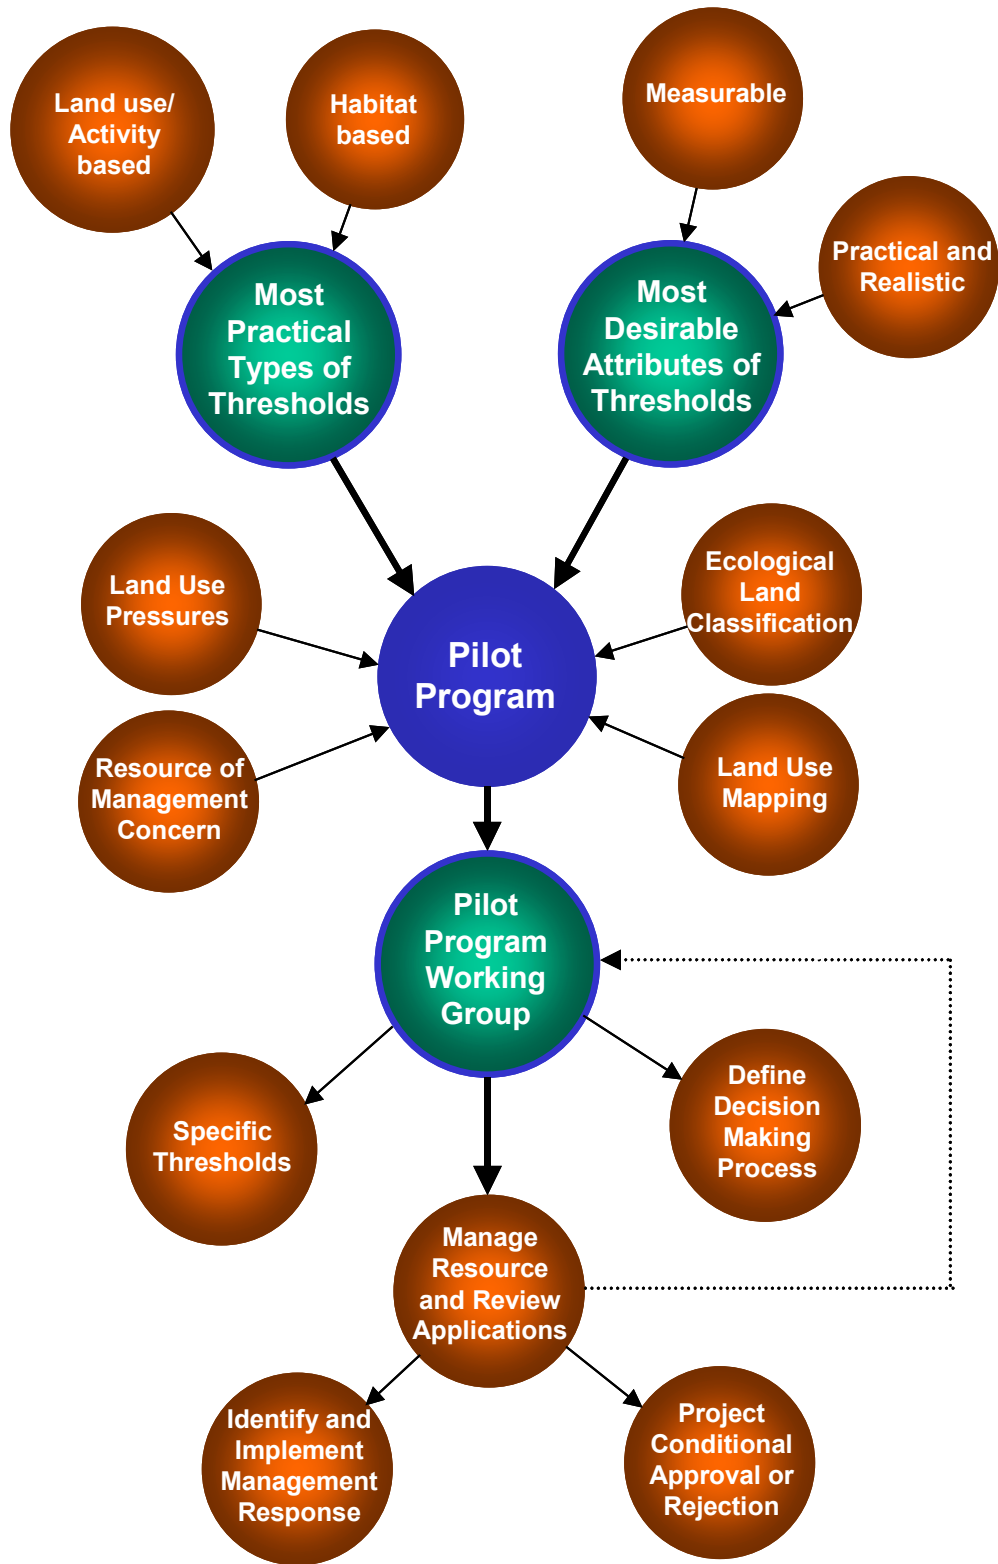 Land use/
Activity
based
Habitat
based
Measurable
Practical and
Realistic
Most
Practical
Types of
Thresholds
Most
Desirable
Attributes of
Thresholds
Land Use
Pressures
Ecological
Land
Classification
Pilot
Program
Resource of
Management
Concern
Land Use
Mapping
Pilot
Program
Working
Group
Specific
Thresholds
Define
Decision
Making
Process
Manage
Resource
and Review
Applications
Identify and
Implement
Management
Response
Project
Conditional
Approval or
Rejection